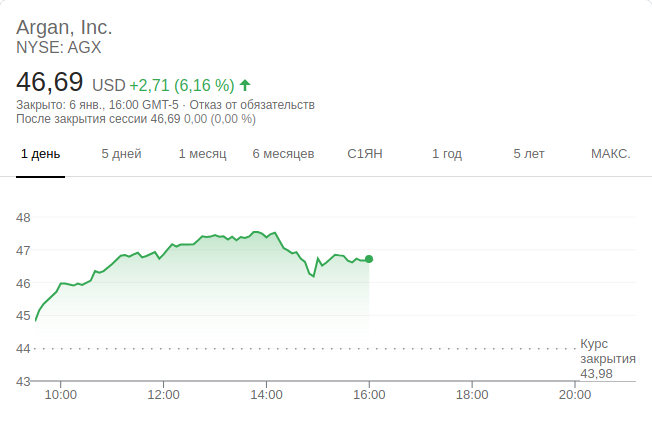 Argan, Inc.
NYSE: AGX
46,69 USD +2,71 (6,16 %)
Закрыто: 6 янв., 16:00 GMT-5 · Отказ от обязательств
После закрытия сессии 46,69 0,00 (0,00 %)
1 день 5 дней 1 месяц 6 месяцев С1ЯН 1 год 5 лет МАКС.
48
47
46
45
44
Курс
закрытия
43,98
43
10:00 12:00 14:00 16:00 18:00 20:00